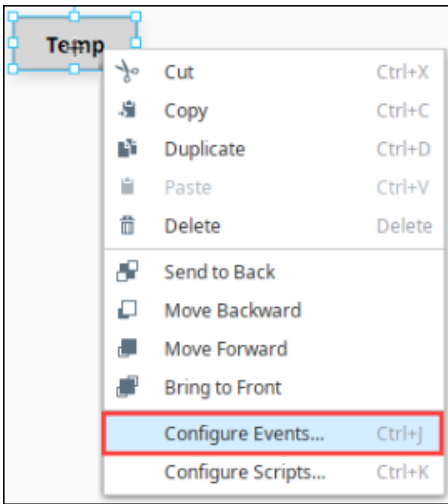 Temp
Cut Ctrl+X
Copy Ctrl+C
Duplicate Ctrl+D
Paste Ctrl+V
Delete Delete
Send to Back
Move Backward
Move Forward
Bring to Front
Configure Events... Ctrl+J
Configure Scripts... Ctrl+K